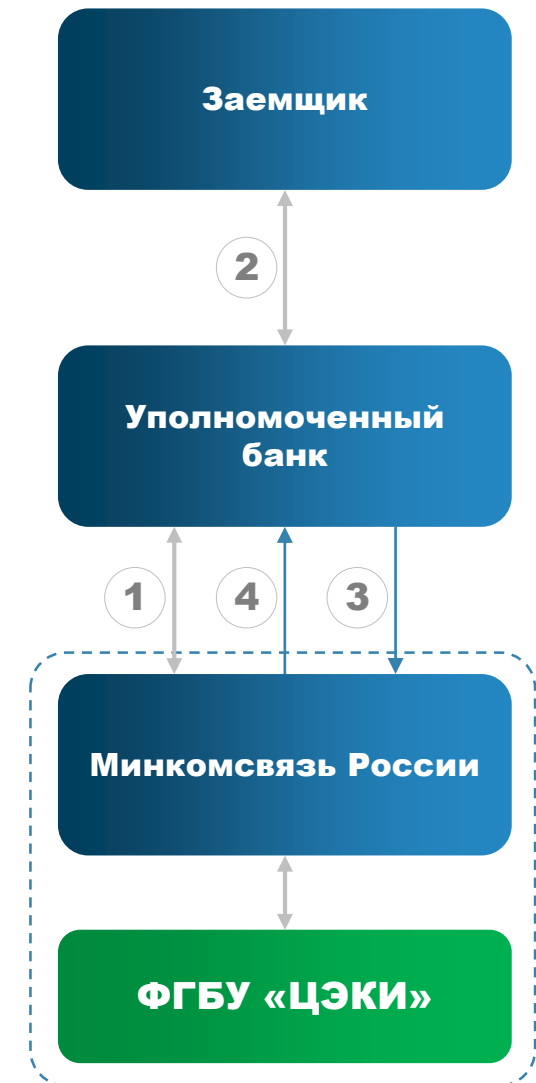 Заемщик
2
Уполномоченный
банк
1
4
3
Минкомсвязь России
ФГБУ «ЦЭКИ»